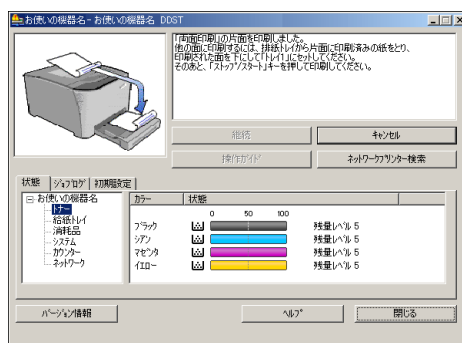 お使いの機器名 - お使いの機器名 DDST
「両面印刷」の片面を印刷しました。
他の面に印刷するには、排紙トレイから片面に印刷済みの紙をとり、
印刷された面を下にして「トレイ1」にセットしてください。
そのあと、「ストップ/スタート」キーを押して印刷してください。
継続
キャンセル
操作ガイド
ネットワークプリンター検索
状態 ジョブログ 初期設定
お使いの機器名
トナー
給紙トレイ
消耗品
システム
カウンター
ネットワーク
カラー 状態
0 50 100
ブラック 残量レベル 5
シアン 残量レベル 5
マゼンタ 残量レベル 5
イエロー 残量レベル 5
バージョン情報
ヘルプ
閉じる